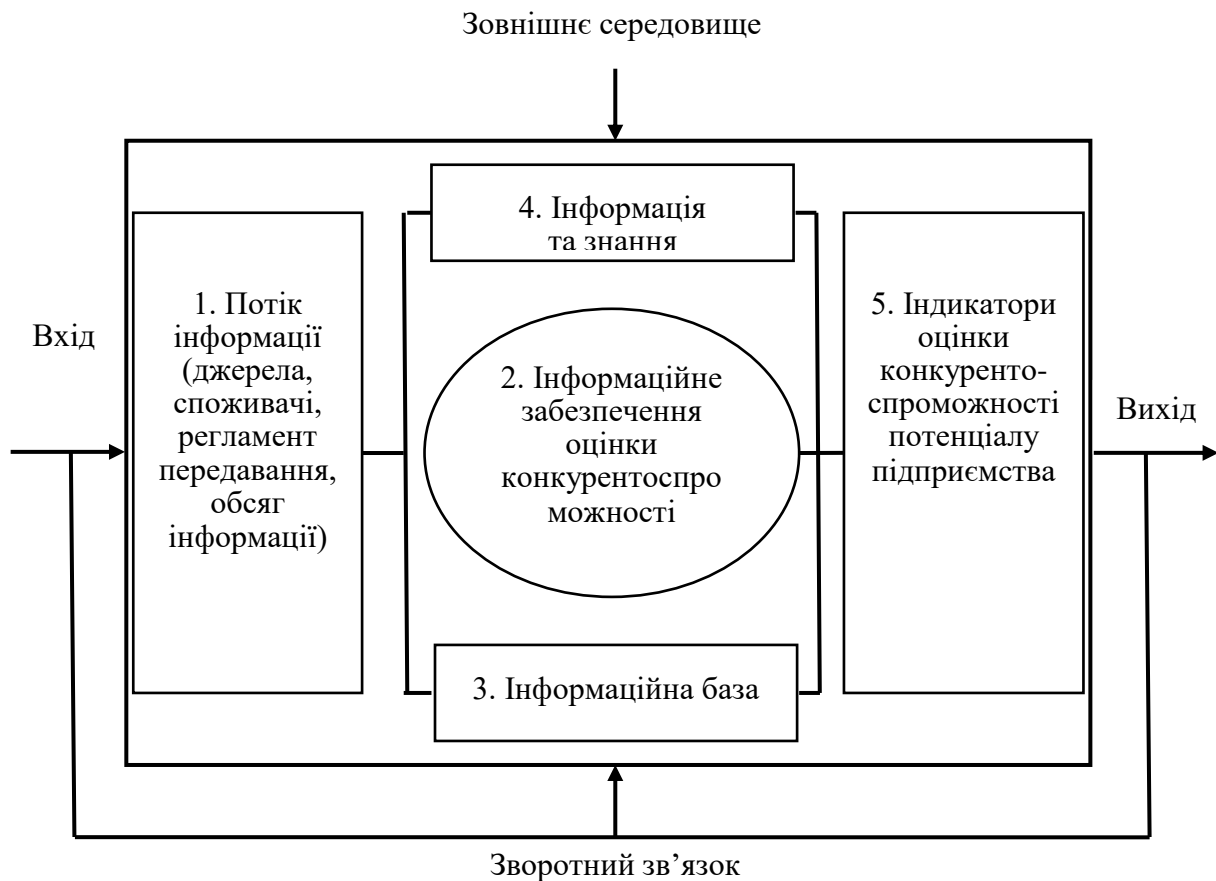 Зовнішнє середовище
4. Інформація
та знання
Вхід
1. Потік
інформації
(джерела,
споживачі,
регламент
передавання,
обсяг
інформації)
2. Інформаційне
забезпечення
оцінки
конкурентоспро
можності
5. Індикатори
оцінки
конкуренто-
спроможності
потенціалу
підприємства
Вихід
3. Інформаційна база
Зворотний зв’язок